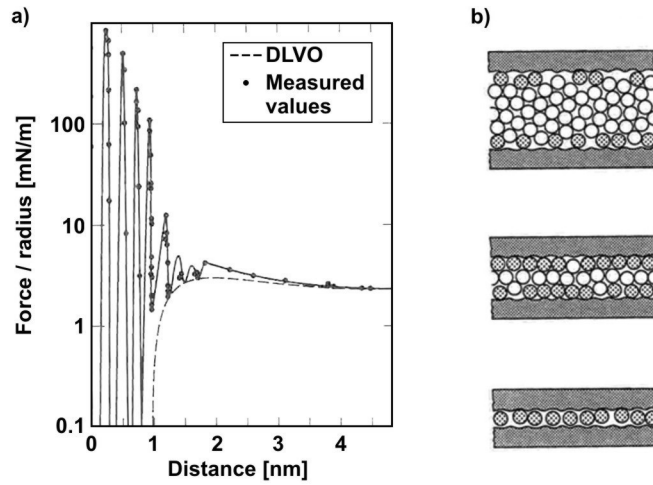 a)
b)
DLVO
Measured
values
Force / radius [mN/m]
100
10
1
0.1
0 1 2 3 4
Distance [nm]